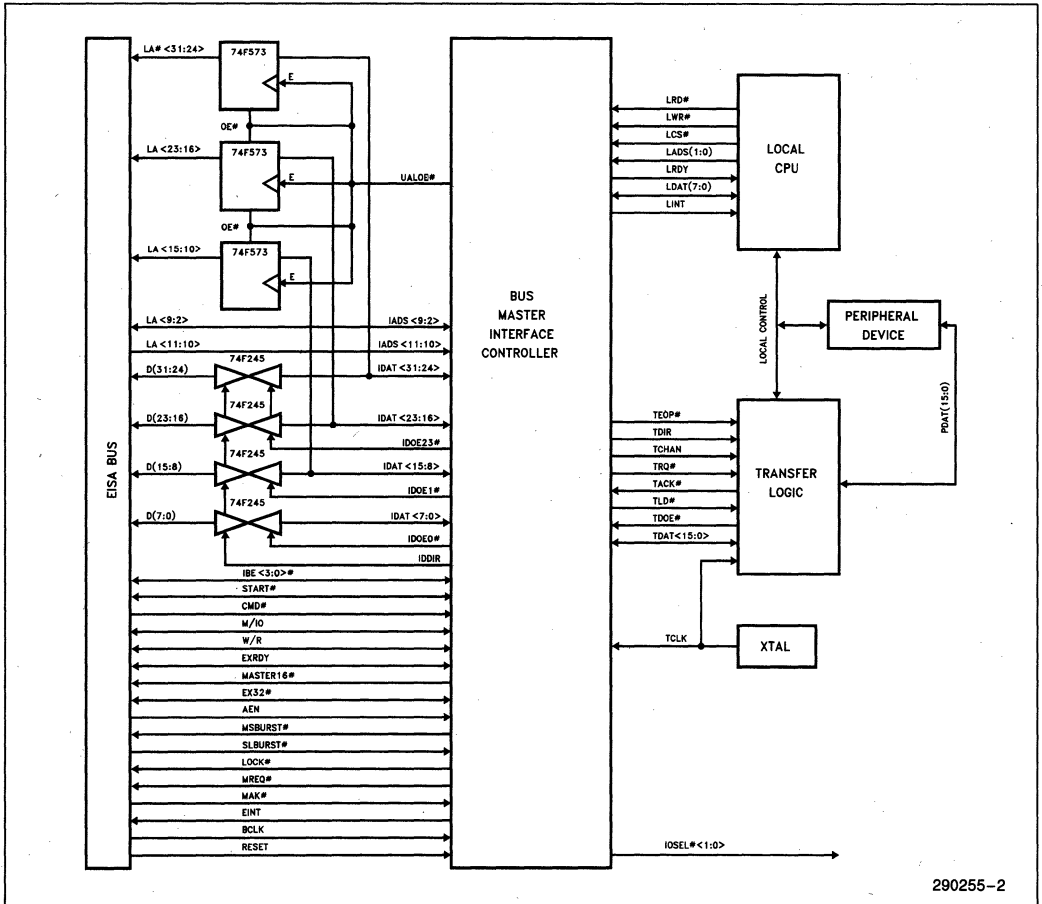 EISA BUS
LA# <31:24>
74F573
E
OE#
LA <23:16>
74F573
E
UALOE#
OE#
LA <15:10>
74F573
E
LA <9:2>
IADS <9:2>
LA <11:10>
IADS <11:10>
74F245
D(31:24)
IDAT <31:24>
74F245
D(23:16)
IDAT <23:16>
74F245
IDOE23#
D(15:8)
IDAT <15:8>
74F245
IDOE1#
D(7:0)
IDAT <7:0>
IDOE0#
IDDIR
IBE <3:0>#
START#
CMD#
M/IO
W/R
EXRDY
MASTER16#
EX32#
AEN
MSBURST#
SLBURST#
LOCK#
MREQ#
MAK#
EINT
BCLK
RESET
BUS
MASTER
INTERFACE
CONTROLLER
LRD#
LWR#
LCS#
LADS(1:0)
LRDY
LDAT(7:0)
LINT
LOCAL
CPU
LOCAL CONTROL
PERIPHERAL
DEVICE
PDAT(15:0)
TEOP#
TDIR
TCHAN
TRQ#
TACK#
TLD#
TDOE#
TDAT<15:0>
TRANSFER
LOGIC
TCLK
XTAL
IOSEL#<1:0>
290255-2